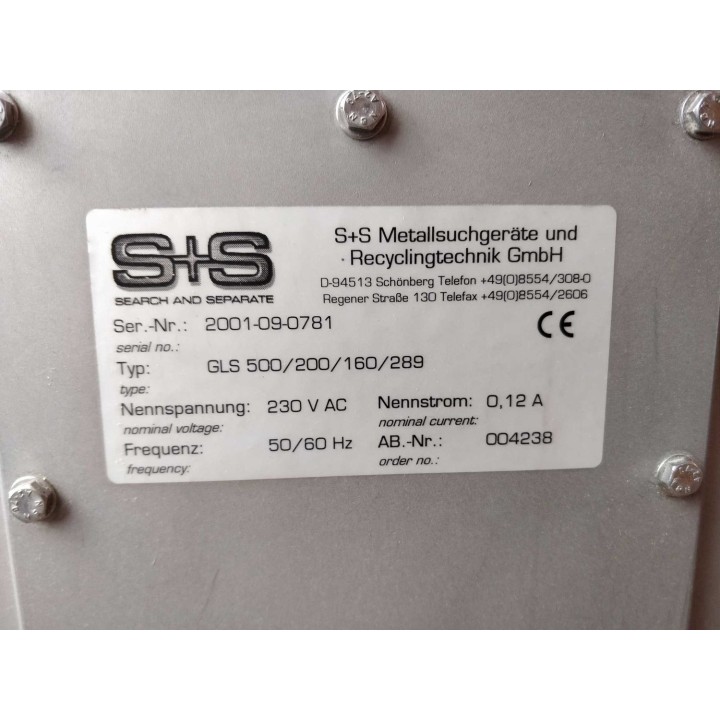 S+S
SEARCH AND SEPARATE
S+S Metallsuchgeräte und
Recyclingtechnik GmbH
D-94513 Schönberg Telefon +49(0)8554/308-0
Regener Straße 130 Telefax +49(0)8554/2606
Ser.-Nr.: 2001-09-0781 CE
serial no.:
Typ: GLS 500/200/160/289
type:
Nennspannung: 230 V AC Nennstrom: 0,12 A
nominal voltage: nominal current:
Frequenz: 50/60 Hz AB.-Nr.: 004238
frequency: order no.: